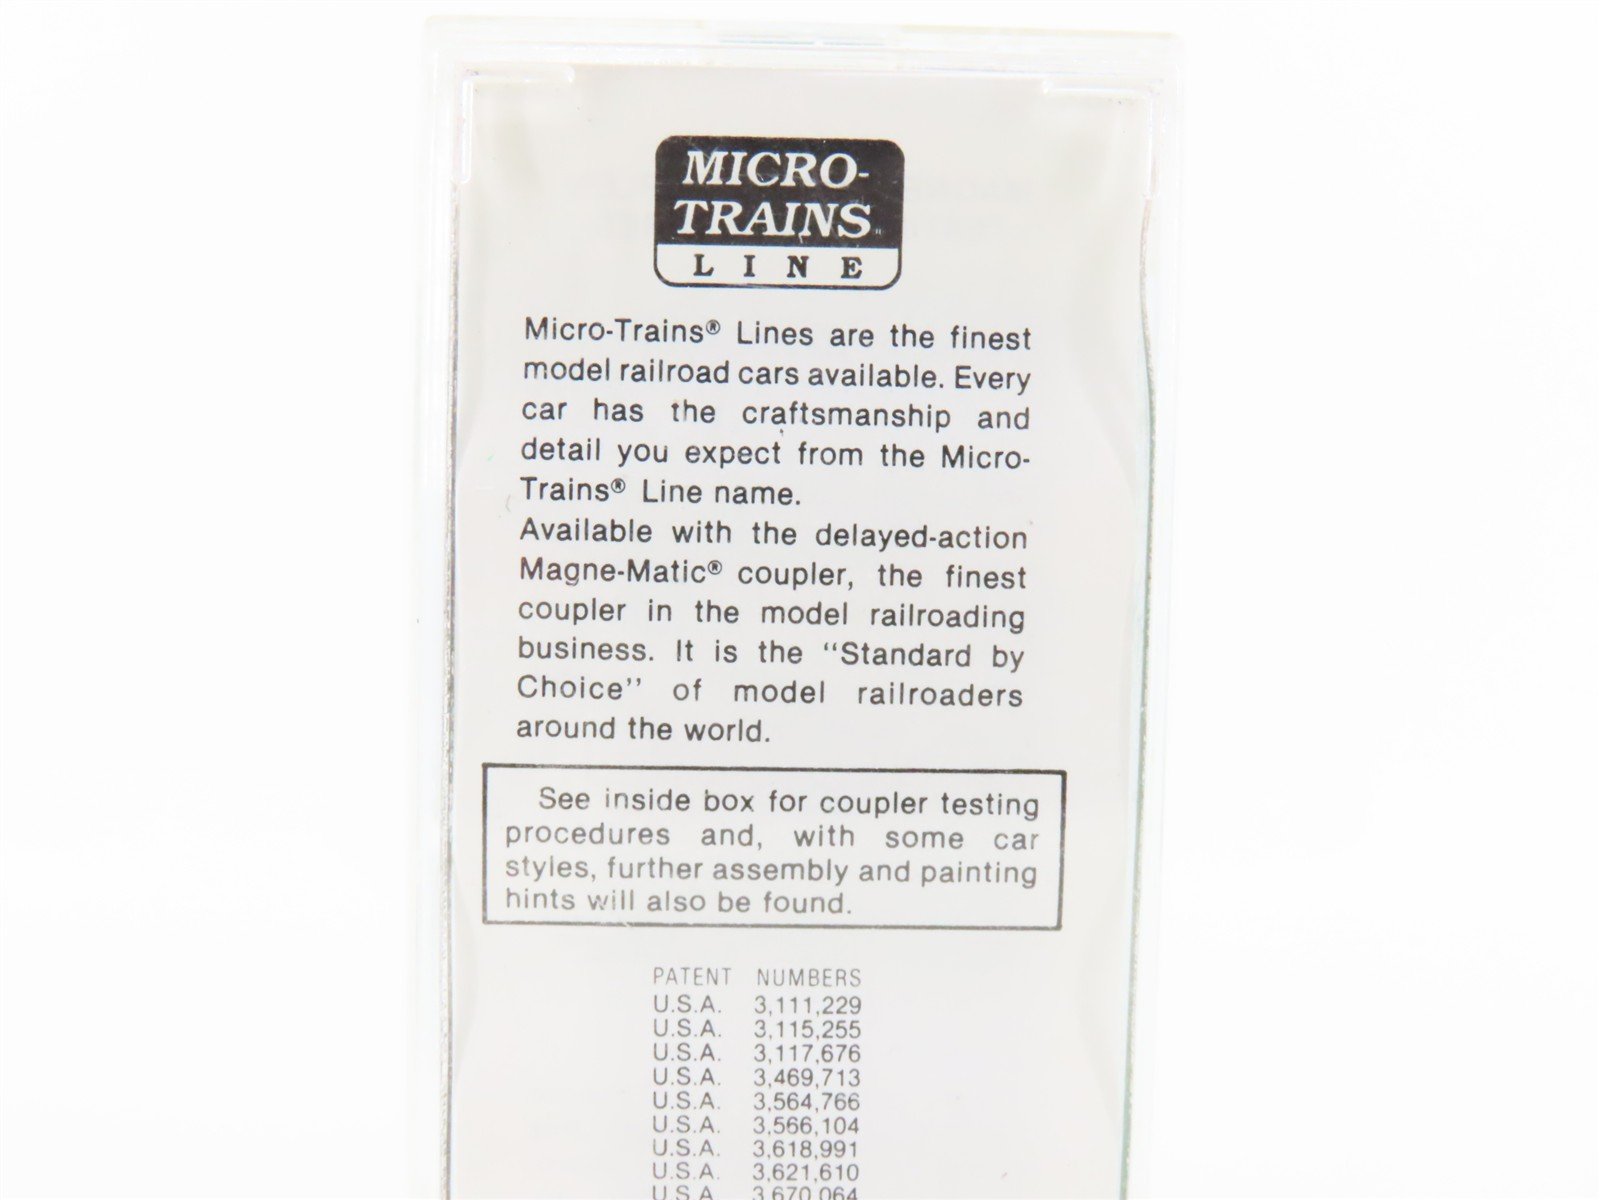 MICRO-
TRAINS™
LINE
Micro-Trains® Lines are the finest
model railroad cars available. Every
car has the craftsmanship and
detail you expect from the Micro-
Trains® Line name.
Available with the delayed-action
Magne-Matic® coupler, the finest
coupler in the model railroading
business. It is the "Standard by
Choice'' of model railroaders
around the world.
See inside box for coupler testing
procedures and, with some car
styles, further assembly and painting
hints will also be found.
PATENT NUMBERS
U.S.A. 3,111,229
U.S.A. 3,115,255
U.S.A. 3,117,676
U.S.A. 3,469,713
U.S.A. 3,564,766
U.S.A. 3,566,104
U.S.A. 3,618,991
U.S.A. 3,621,610
U.S.A. 3,670,064